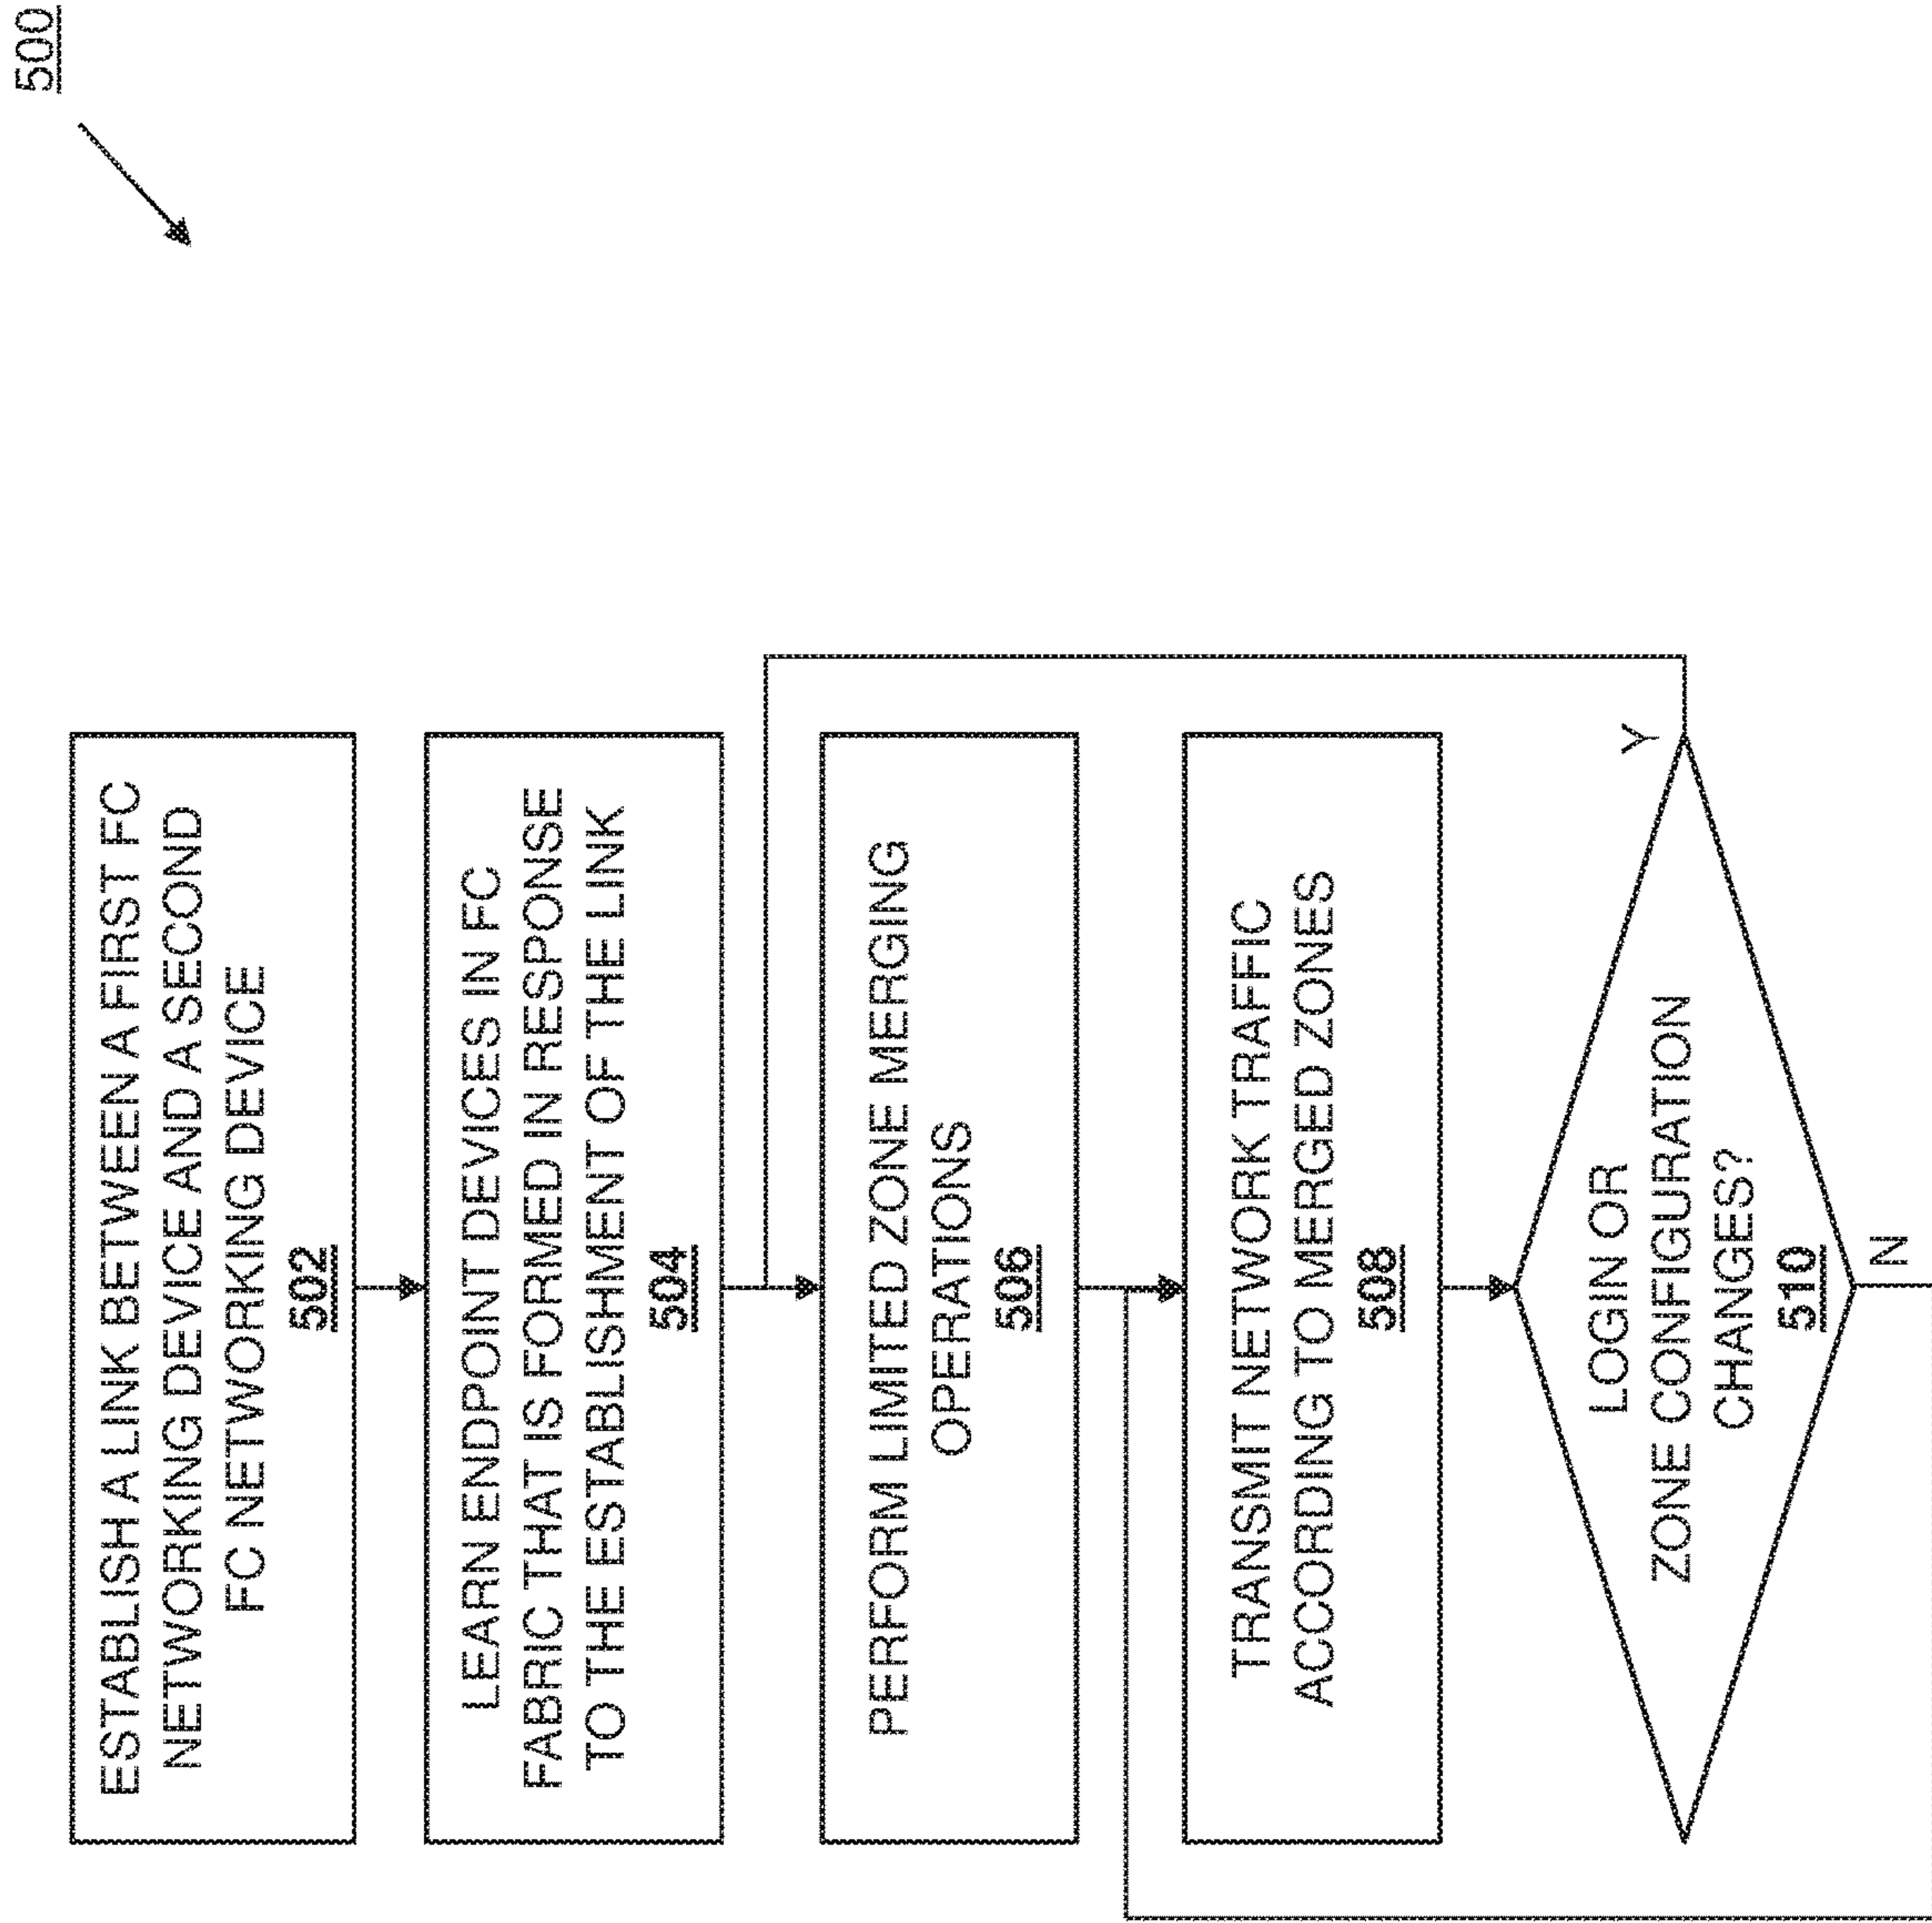 500
ESTABLISH A LINK BETWEEN A FIRST FC
NETWORKING DEVICE AND A SECOND
FC NETWORKING DEVICE
502
LEARN ENDPOINT DEVICES IN FC
FABRIC THAT IS FORMED IN RESPONSE
TO THE ESTABLISHMENT OF THE LINK
504
PERFORM LIMITED ZONE MERGING
OPERATIONS
506
TRANSMIT NETWORK TRAFFIC
ACCORDING TO MERGED ZONES
508
LOGIN OR
ZONE CONFIGURATION
CHANGES?
510
Y
N